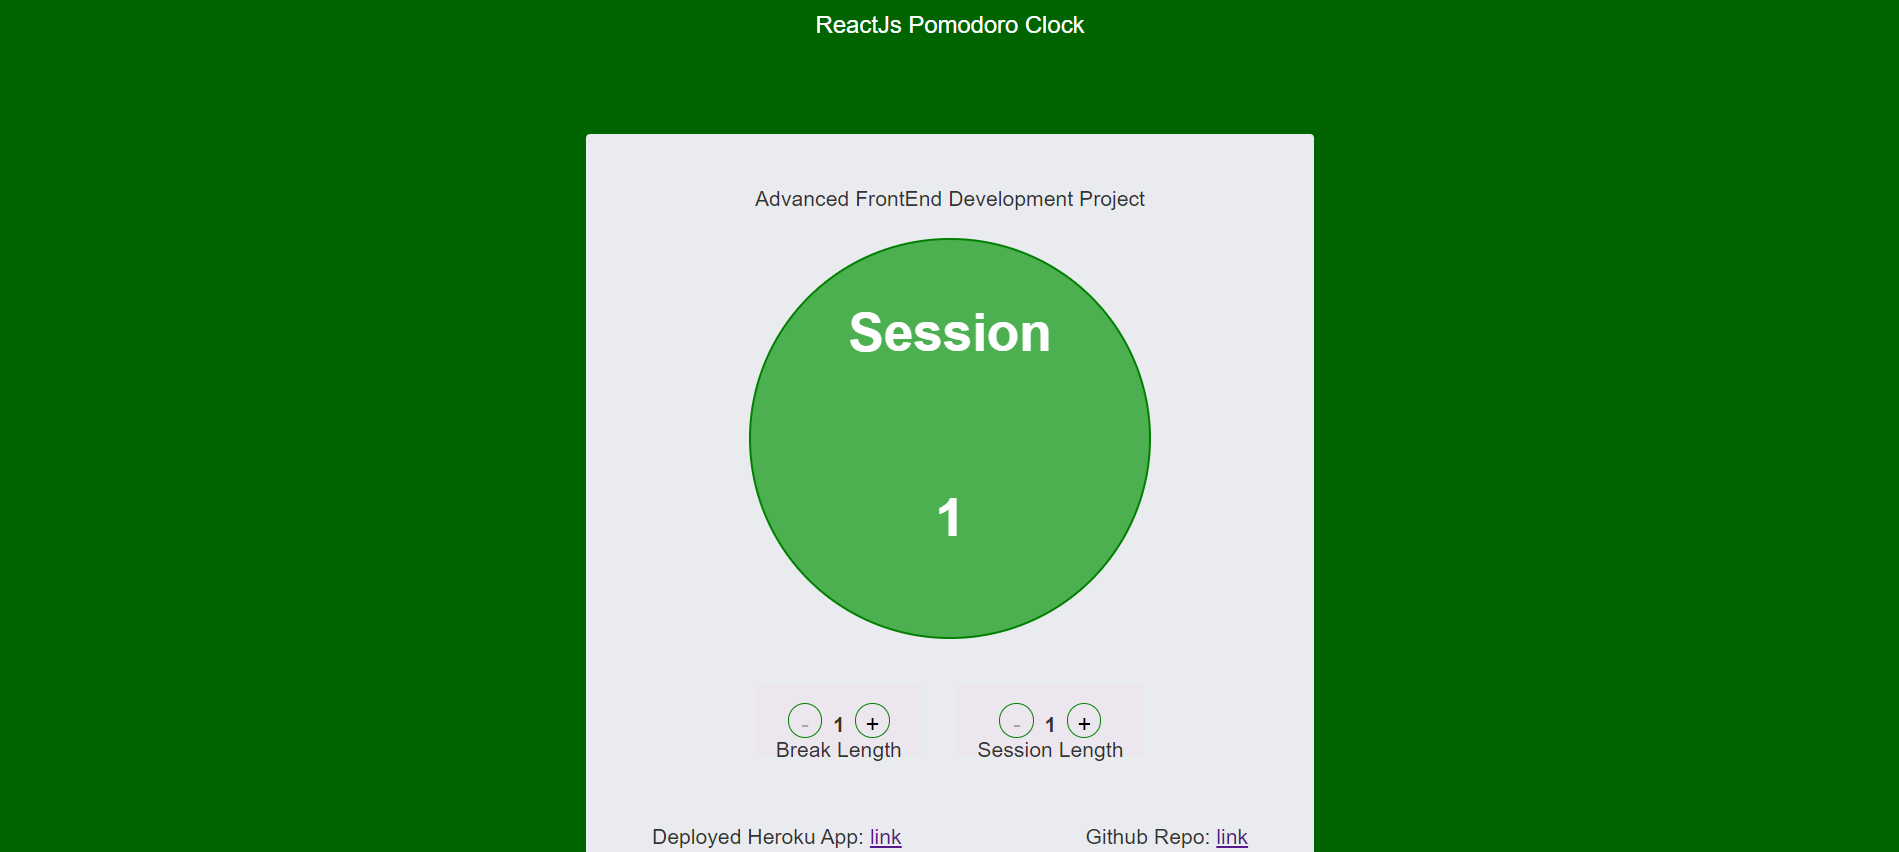 ReactJs Pomodoro Clock
Advanced FrontEnd Development Project
Session
1
- 1 + - 1 +
Break Length Session Length
Deployed Heroku App: link Github Repo: link